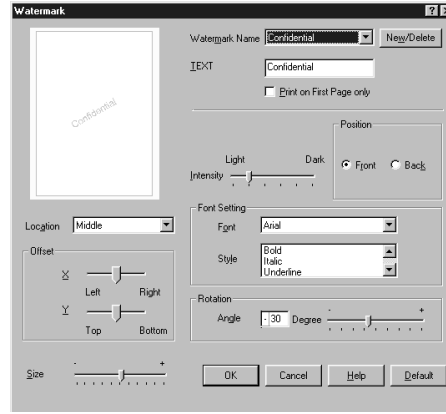 Watermark
Watermark Name Confidential New/Delete
TEXT Confidential
Print on First Page only
Confidential
Position
Light Dark
Intensity
Front Back
Location Middle
Font Setting
Font Arial
Style Bold
Italic
Underline
Offset
X
Left Right
Y
Top Bottom
Rotation
Angle - 30 Degree - +
Size - +
OK Cancel Help Default